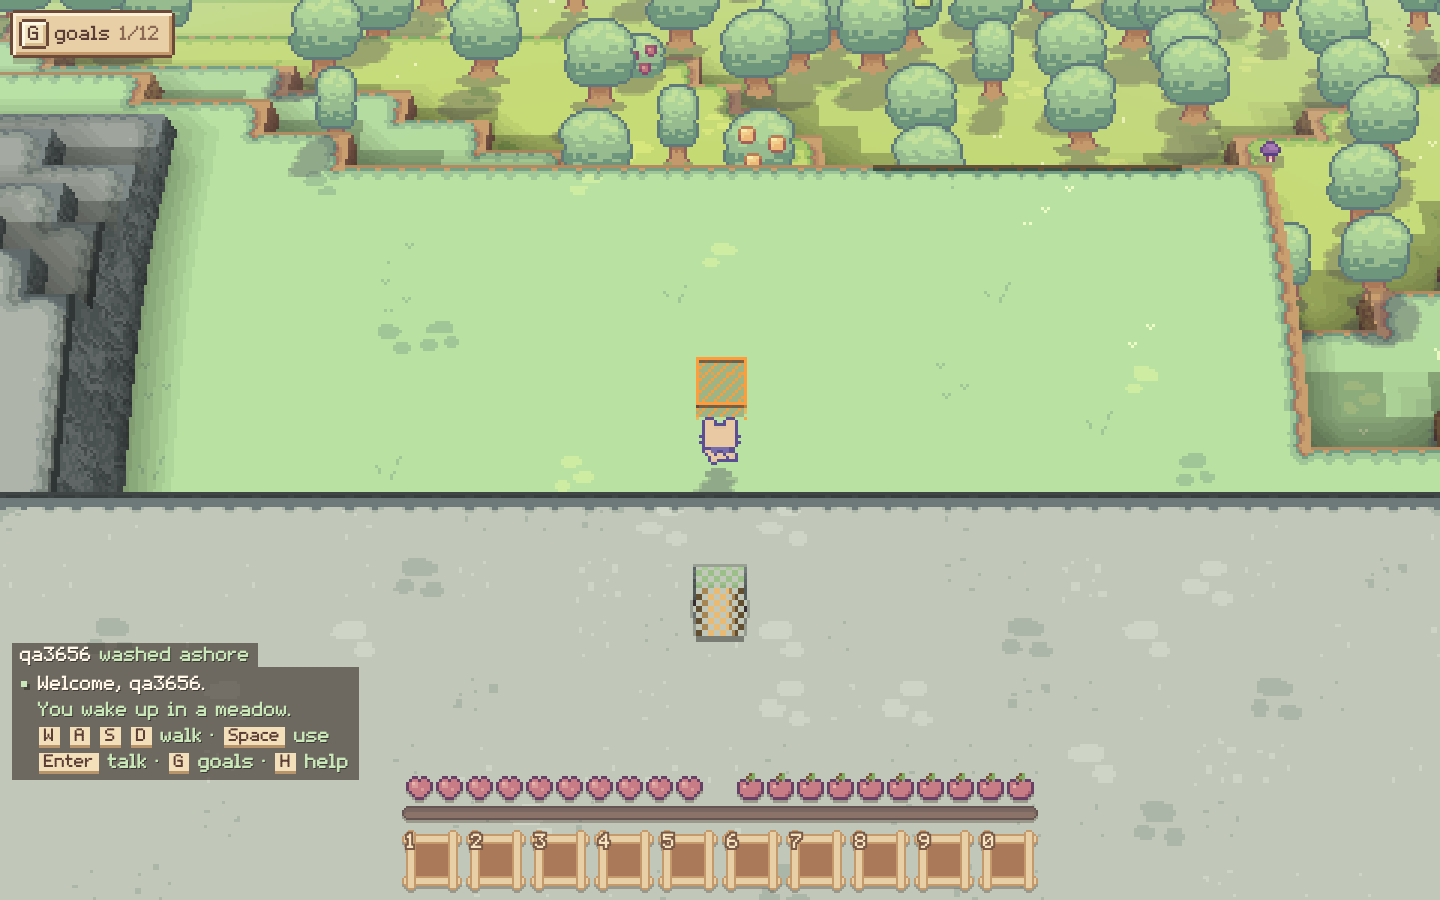 G goals 1/12
qa3656 washed ashore
Welcome, qa3656.
You wake up in a meadow.
W A S D walk · Space use
Enter talk · G goals · H help
1 2 3 4 5 6 7 8 9 0